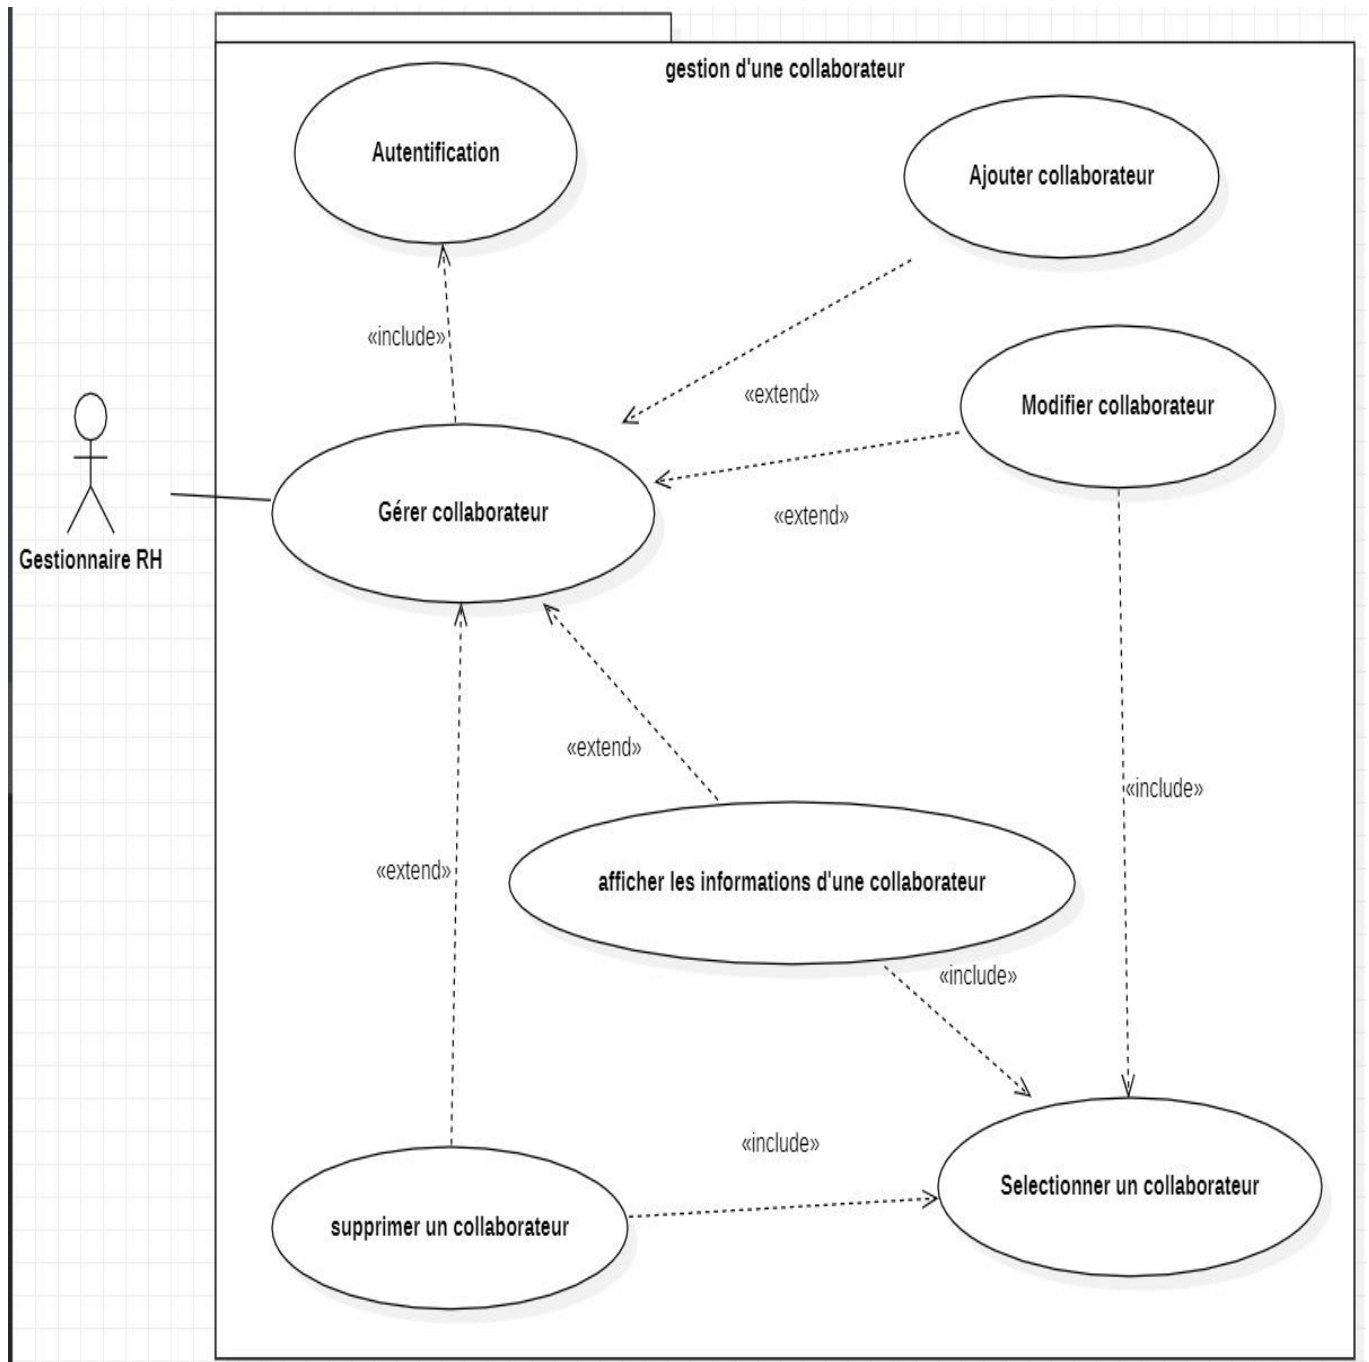 gestion d'une collaborateur
Autentification
Ajouter collaborateur
«include»
«extend»
Modifier collaborateur
Gérer collaborateur
«extend»
Gestionnaire RH
«extend»
«include»
«extend»
afficher les informations d'une collaborateur
«include»
«include»
Selectionner un collaborateur
supprimer un collaborateur